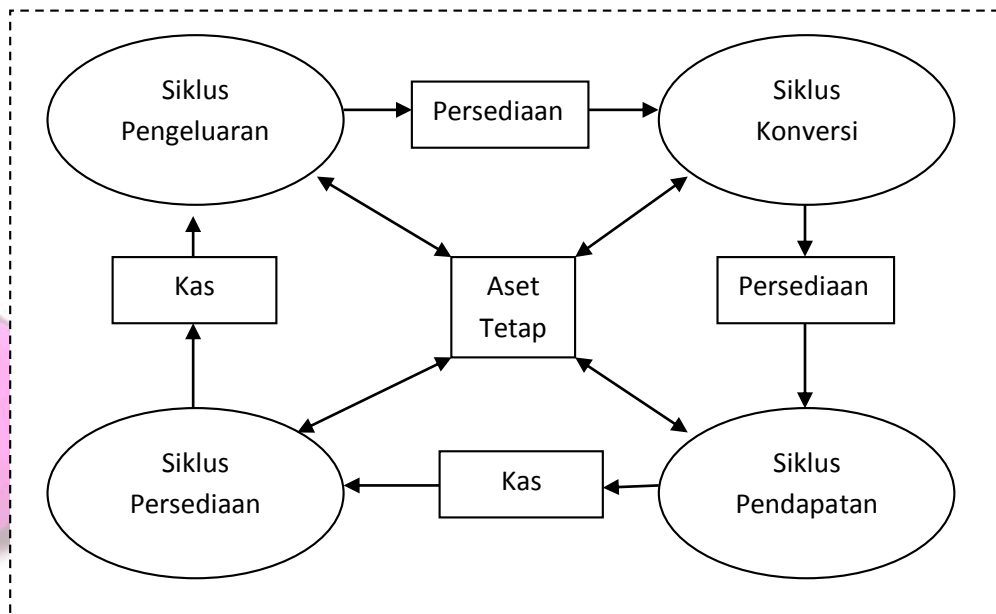 Siklus
Pengeluaran
Persediaan
Siklus
Konversi
Kas
Aset
Tetap
Persediaan
Siklus
Persediaan
Kas
Siklus
Pendapatan